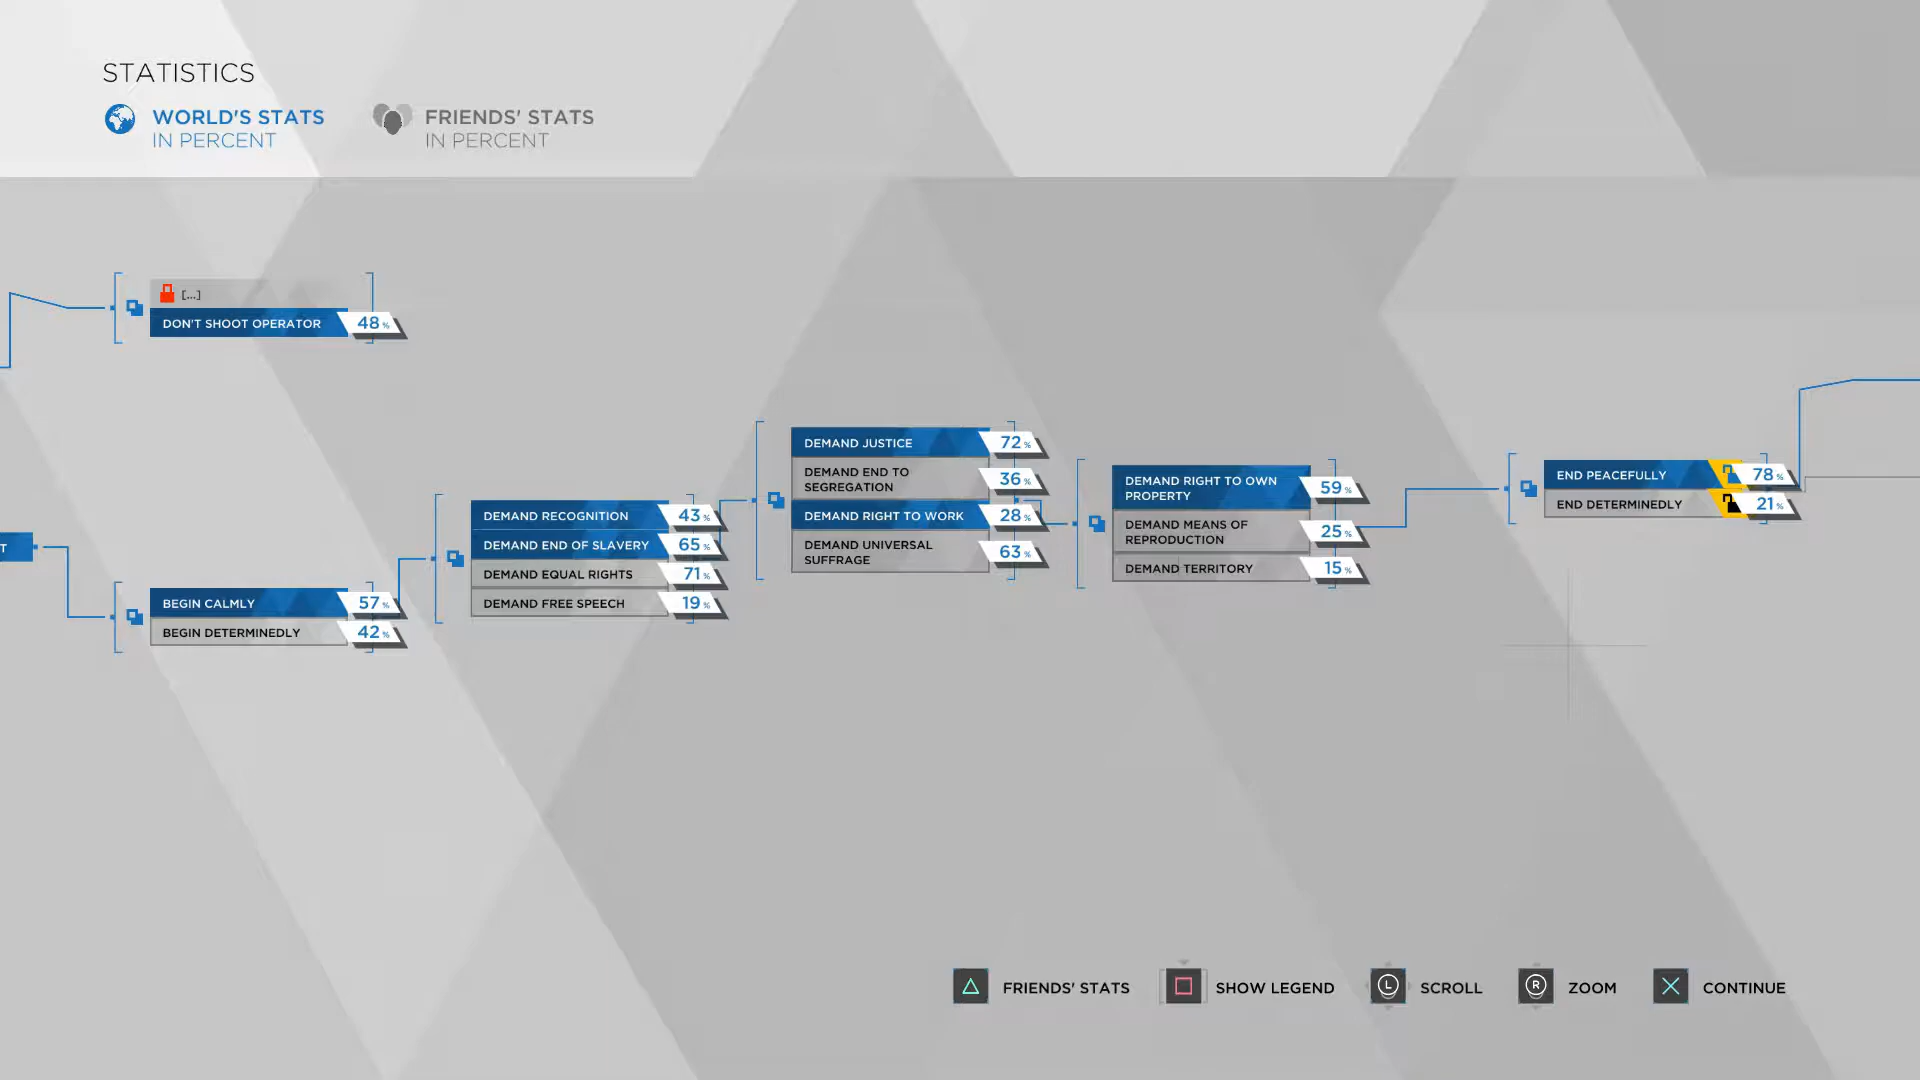 STATISTICS
WORLD'S STATS
IN PERCENT
FRIENDS' STATS
IN PERCENT
[...]
DON'T SHOOT OPERATOR 48%
T
BEGIN CALMLY 57%
BEGIN DETERMINEDLY 42%
DEMAND RECOGNITION 43%
DEMAND END OF SLAVERY 65%
DEMAND EQUAL RIGHTS 71%
DEMAND FREE SPEECH 19%
DEMAND JUSTICE 72%
DEMAND END TO
SEGREGATION 36%
DEMAND RIGHT TO WORK 28%
DEMAND UNIVERSAL
SUFFRAGE 63%
DEMAND RIGHT TO OWN
PROPERTY 59%
DEMAND MEANS OF
REPRODUCTION 25%
DEMAND TERRITORY 15%
END PEACEFULLY 78%
END DETERMINEDLY 21%
FRIENDS' STATS
SHOW LEGEND
L SCROLL
R ZOOM
CONTINUE